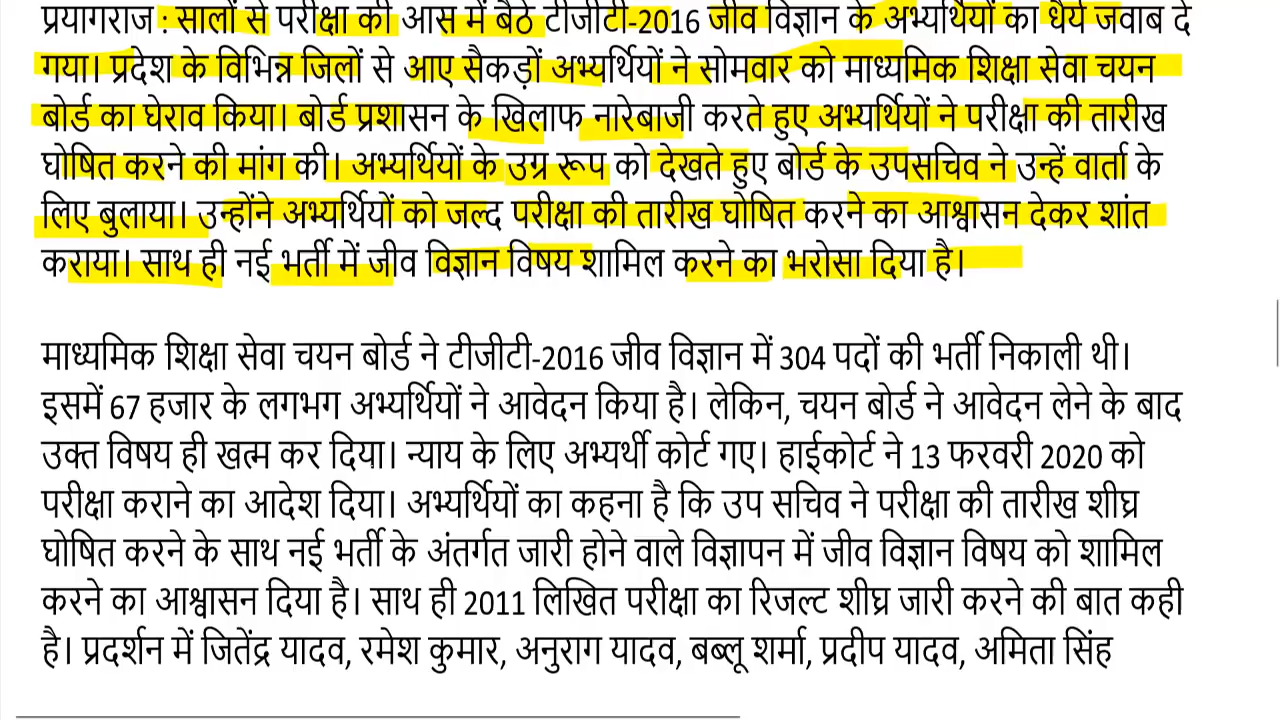 प्रयागराज : सालों से परीक्षा की आस में बैठे टीजीटी-2016 जीव विज्ञान के अभ्यर्थियों का धैर्य जवाब दे
गया। प्रदेश के विभिन्न जिलों से आए सैकड़ों अभ्यर्थियों ने सोमवार को माध्यमिक शिक्षा सेवा चयन
बोर्ड का घेराव किया। बोर्ड प्रशासन के खिलाफ नारेबाजी करते हुए अभ्यर्थियों ने परीक्षा की तारीख
घोषित करने की मांग की। अभ्यर्थियों के उग्र रूप को देखते हुए बोर्ड के उपसचिव ने उन्हें वार्ता के
लिए बुलाया। उन्होंने अभ्यर्थियों को जल्द परीक्षा की तारीख घोषित करने का आश्वासन देकर शांत
कराया। साथ ही नई भर्ती में जीव विज्ञान विषय शामिल करने का भरोसा दिया है।
माध्यमिक शिक्षा सेवा चयन बोर्ड ने टीजीटी-2016 जीव विज्ञान में 304 पदों की भर्ती निकाली थी।
इसमें 67 हजार के लगभग अभ्यर्थियों ने आवेदन किया है। लेकिन, चयन बोर्ड ने आवेदन लेने के बाद
उक्त विषय ही खत्म कर दिया। न्याय के लिए अभ्यर्थी कोर्ट गए। हाईकोर्ट ने 13 फरवरी 2020 को
परीक्षा कराने का आदेश दिया। अभ्यर्थियों का कहना है कि उप सचिव ने परीक्षा की तारीख शीघ्र
घोषित करने के साथ नई भर्ती के अंतर्गत जारी होने वाले विज्ञापन में जीव विज्ञान विषय को शामिल
करने का आश्वासन दिया है। साथ ही 2011 लिखित परीक्षा का रिजल्ट शीघ्र जारी करने की बात कही
है। प्रदर्शन में जितेंद्र यादव, रमेश कुमार, अनुराग यादव, बब्लू शर्मा, प्रदीप यादव, अमिता सिंह